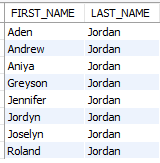 FIRST_NAME LAST_NAME
Aden Jordan
Andrew Jordan
Aniya Jordan
Greyson Jordan
Jennifer Jordan
Jordyn Jordan
Joselyn Jordan
Roland Jordan